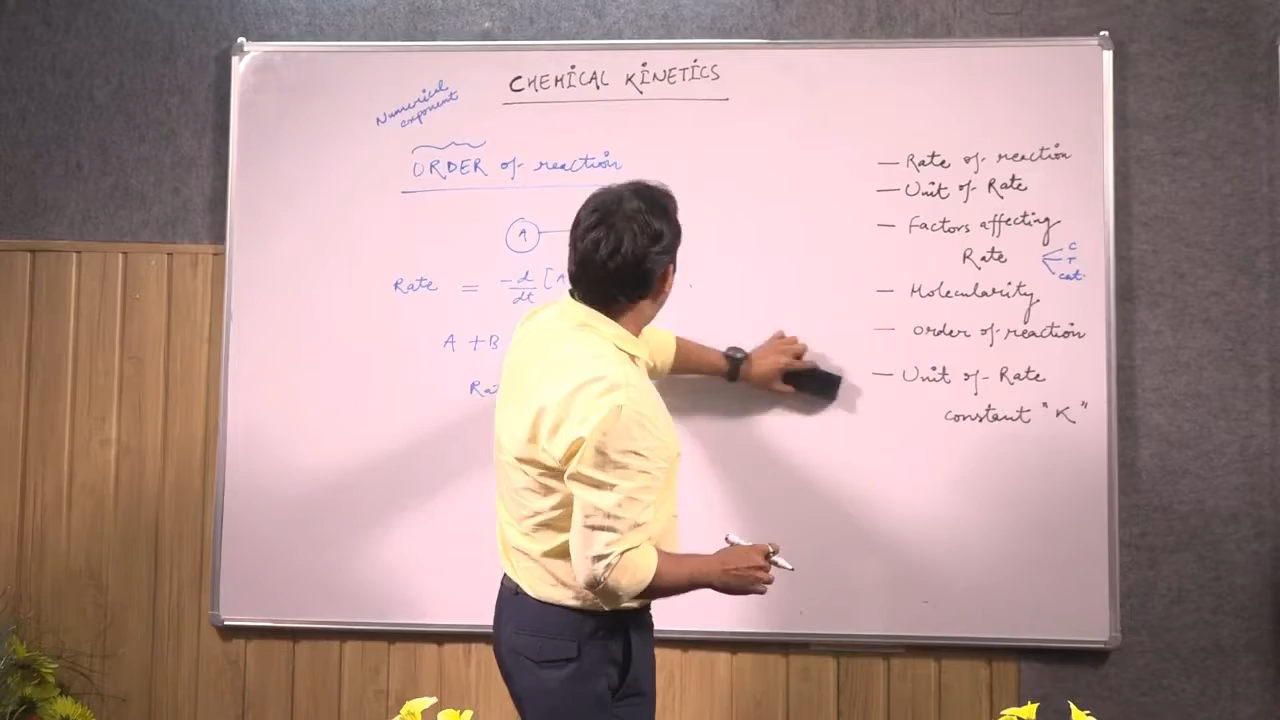 CHEMICAL KINETICS
Numerical
exponent
ORDER of reaction
A
Rate = -d/dt [A
A + B
Ra
— Rate of reaction
— Unit of Rate
— Factors affecting
Rate
C
T
cat.
— Molecularity
— Order of reaction
— Unit of Rate
constant "K"